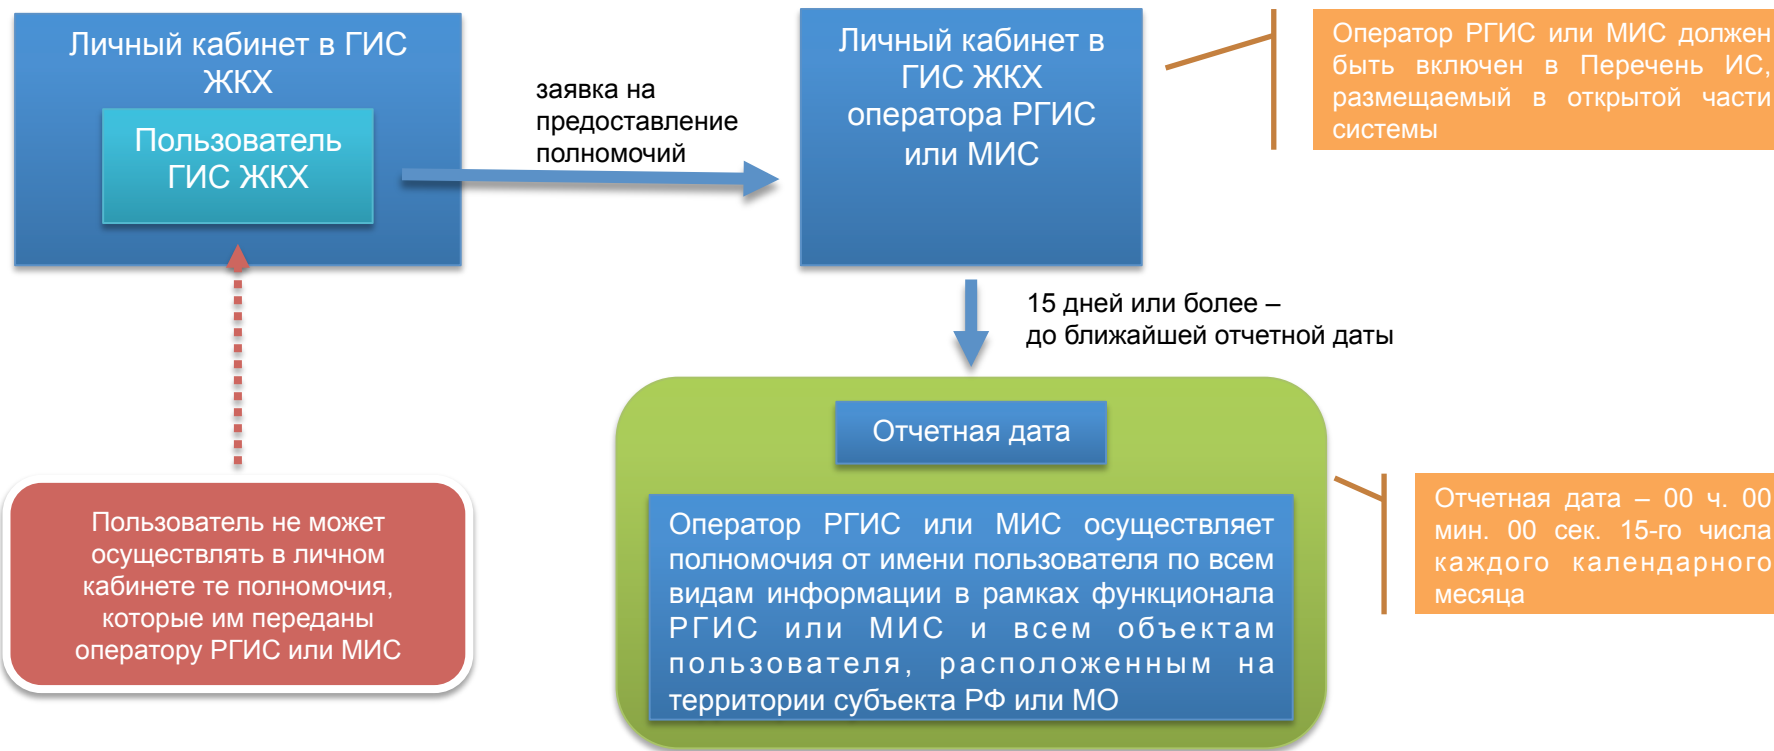 Личный кабинет в ГИС
ЖКХ
Пользователь
ГИС ЖКХ
заявка на
предоставление
полномочий
Личный кабинет в
ГИС ЖКХ
оператора РГИС
или МИС
Оператор РГИС или МИС должен
быть включен в Перечень ИС,
размещаемый в открытой части
системы
15 дней или более –
до ближайшей отчетной даты
Отчетная дата
Оператор РГИС или МИС осуществляет
полномочия от имени пользователя по всем
видам информации в рамках функционала
РГИС или МИС и всем объектам
пользователя, расположенным на
территории субъекта РФ или МО
Отчетная дата – 00 ч. 00
мин. 00 сек. 15-го числа
каждого календарного
месяца
Пользователь не может
осуществлять в личном
кабинете те полномочия,
которые им переданы
оператору РГИС или МИС